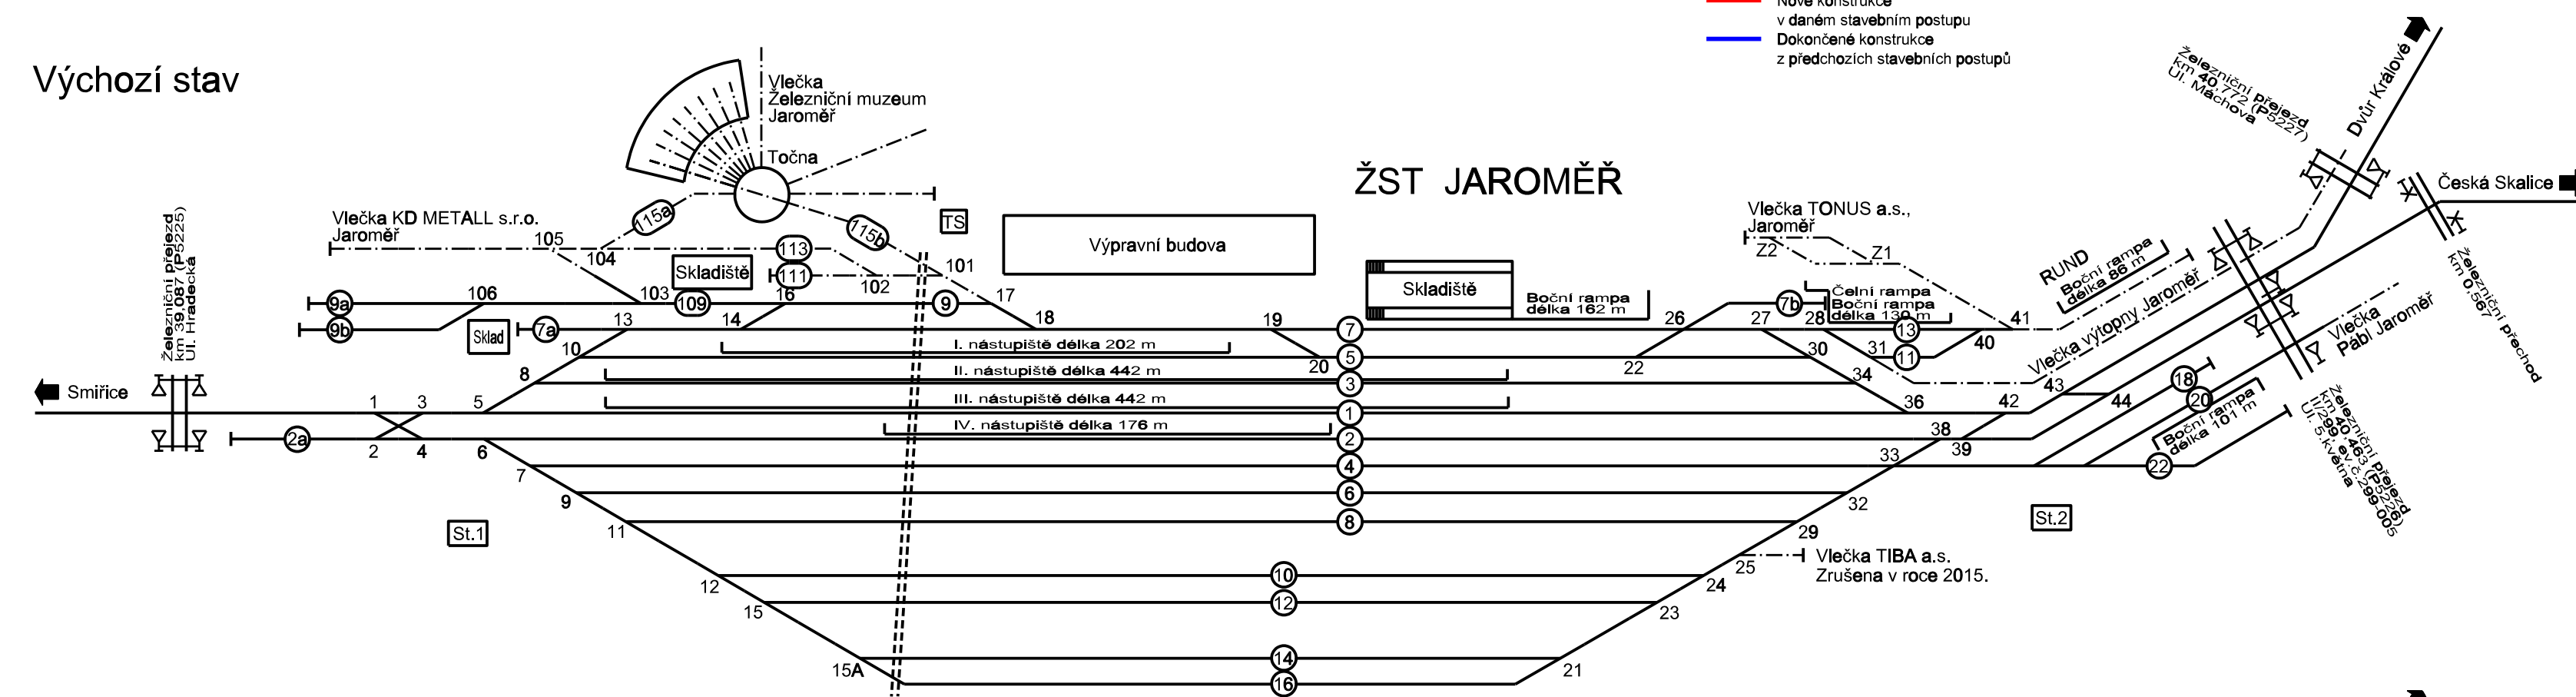 Nové konstrukce
v daném stavebním postupu
Dokončené konstrukce
z předchozích stavebních postupů
Výchozí stav
ŽST JAROMĚŘ
Vlečka
Železniční muzeum
Jaroměř
Točna
Vlečka KD METALL s.r.o.
Jaroměř
Železniční přejezd
km 39,087 (P5225)
Ul. Hradecká
Smiřice
115a
115b
TS
105
104
113
111
101
102
Skladiště
Výpravní budova
Skladiště
Boční rampa
délka 162 m
Vlečka TONUS a.s.,
Jaroměř
Z2
Z1
RUND
Boční rampa
délka 86 m
Vlečka výtopny Jaroměř
Železniční přejezd
km 40,772 (P5227)
Ul. Máchova
Dvůr Králové
Česká Skalice
Železniční přechod
km 0,567
Vlečka
Pábl Jaroměř
Čelní rampa
Boční rampa
délka 139 m
9a
106
103
109
16
9
17
9b
Sklad
7a
13
14
18
19
7
26
7b
27
28
13
41
10
I. nástupiště délka 202 m
5
20
22
30
31
11
40
8
II. nástupiště délka 442 m
3
34
43
44
18
20
1
3
5
III. nástupiště délka 442 m
1
36
42
2a
2
4
6
IV. nástupiště délka 176 m
2
38
39
Boční rampa
délka 101 m
7
4
33
22
9
6
32
11
8
29
St.1
St.2
Železniční přejezd
km 40,463 (P5226)
II/299, ev.č. 299-005
Ul. 5.května
25
Vlečka TIBA a.s.
Zrušena v roce 2015.
12
10
24
15
12
23
15A
14
21
16